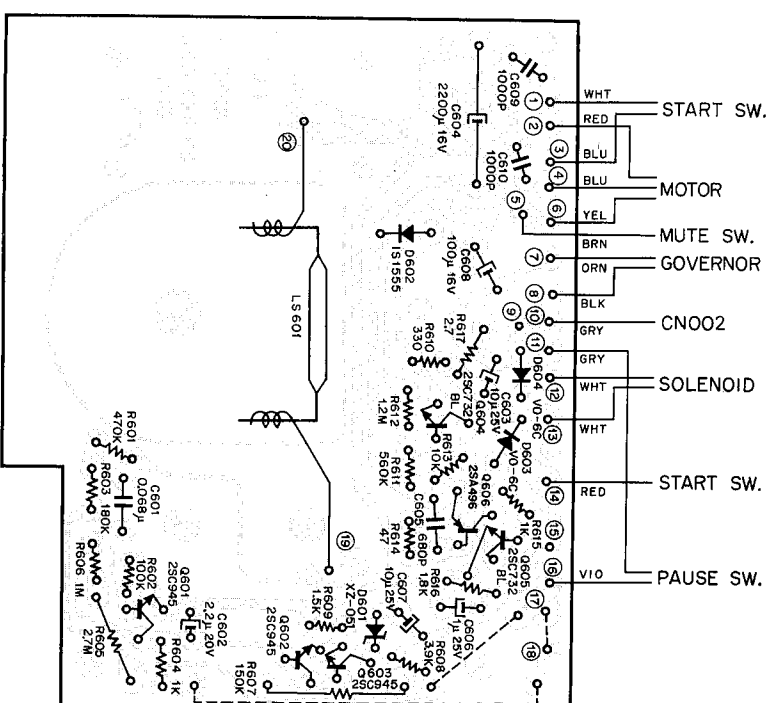 C609
1000P
C604
2200μ 16V
C610
1000P
1
WHT
START SW.
2
RED
3
BLU
4
BLU
MOTOR
5
6
YEL
MUTE SW.
BRN
7
ORN
GOVERNOR
8
BLK
9
10
CN002
GRY
11
GRY
12
WHT
SOLENOID
13
WHT
14
RED
START SW.
15
16
VIO
PAUSE SW.
17
18
19
20
LS601
D602
IS1555
C608
100μ 16V
R617
2.7
R610
330
2SC732
Q604
BL
C603
10μ25V
D604
V0-6C
D603
V0-6C
R612
1.2M
R613
10K
R611
560K
2SA496
Q606
R615
1K
C605
680P
R614
47
Q605
2SC732
BL
R616
1.8K
C607
10μ25V
C606
1μ 25V
R608
3.9K
D601
XZ-051
R609
1.5K
Q602
2SC945
Q603
2SC945
R607
150K
R601
470K
R603
180K
C601
0.068μ
R606 1M
R602
100K
Q601
2SC945
C602
2.2μ 20V
R605
2.7M
R604 1K